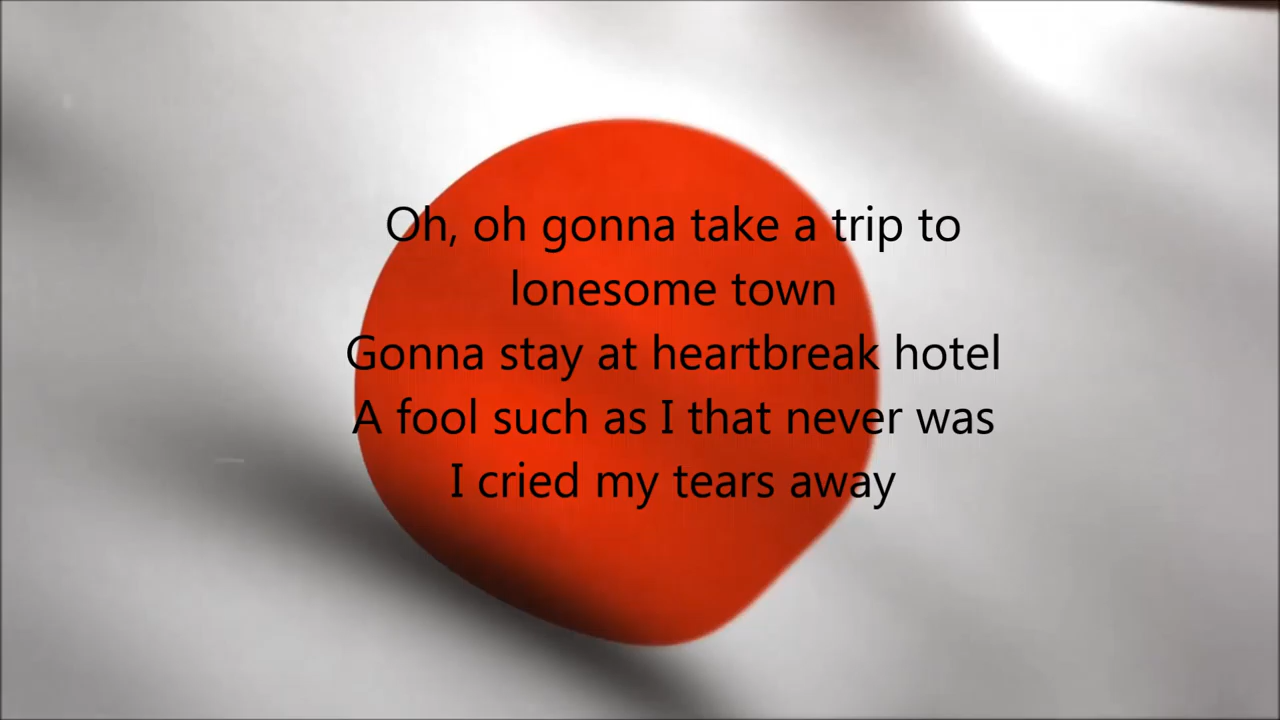 Oh, oh gonna take a trip to
lonesome town
Gonna stay at heartbreak hotel
A fool such as I that never was
I cried my tears away